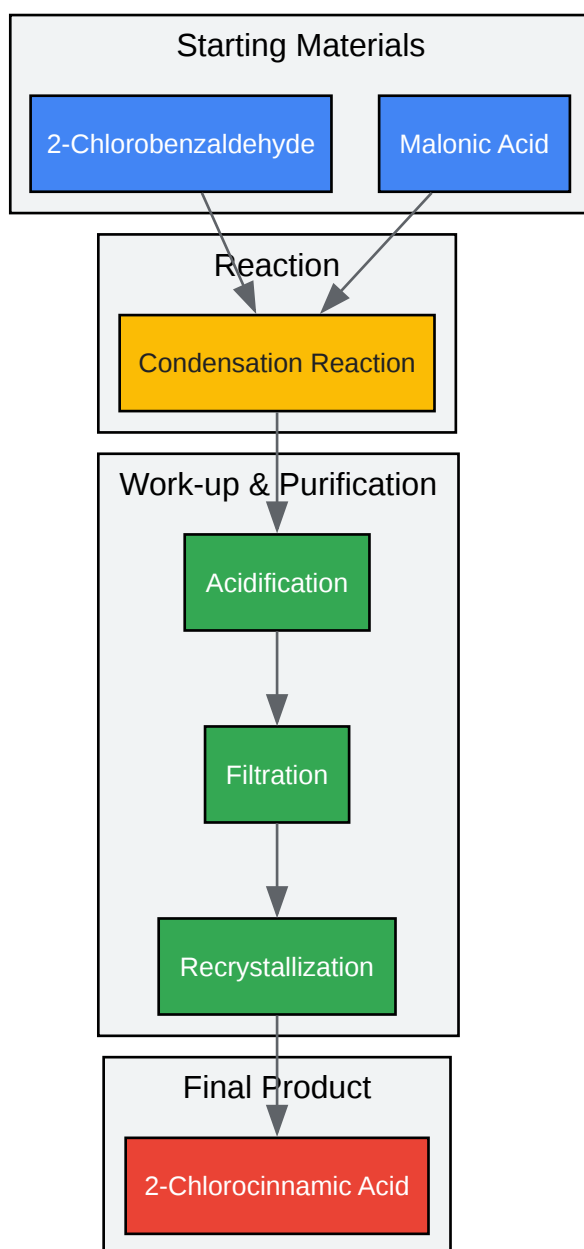 Starting Materials
2-Chlorobenzaldehyde
Malonic Acid
Reaction
Condensation Reaction
Work-up & Purification
Acidification
Filtration
Recrystallization
Final Product
2-Chlorocinnamic Acid